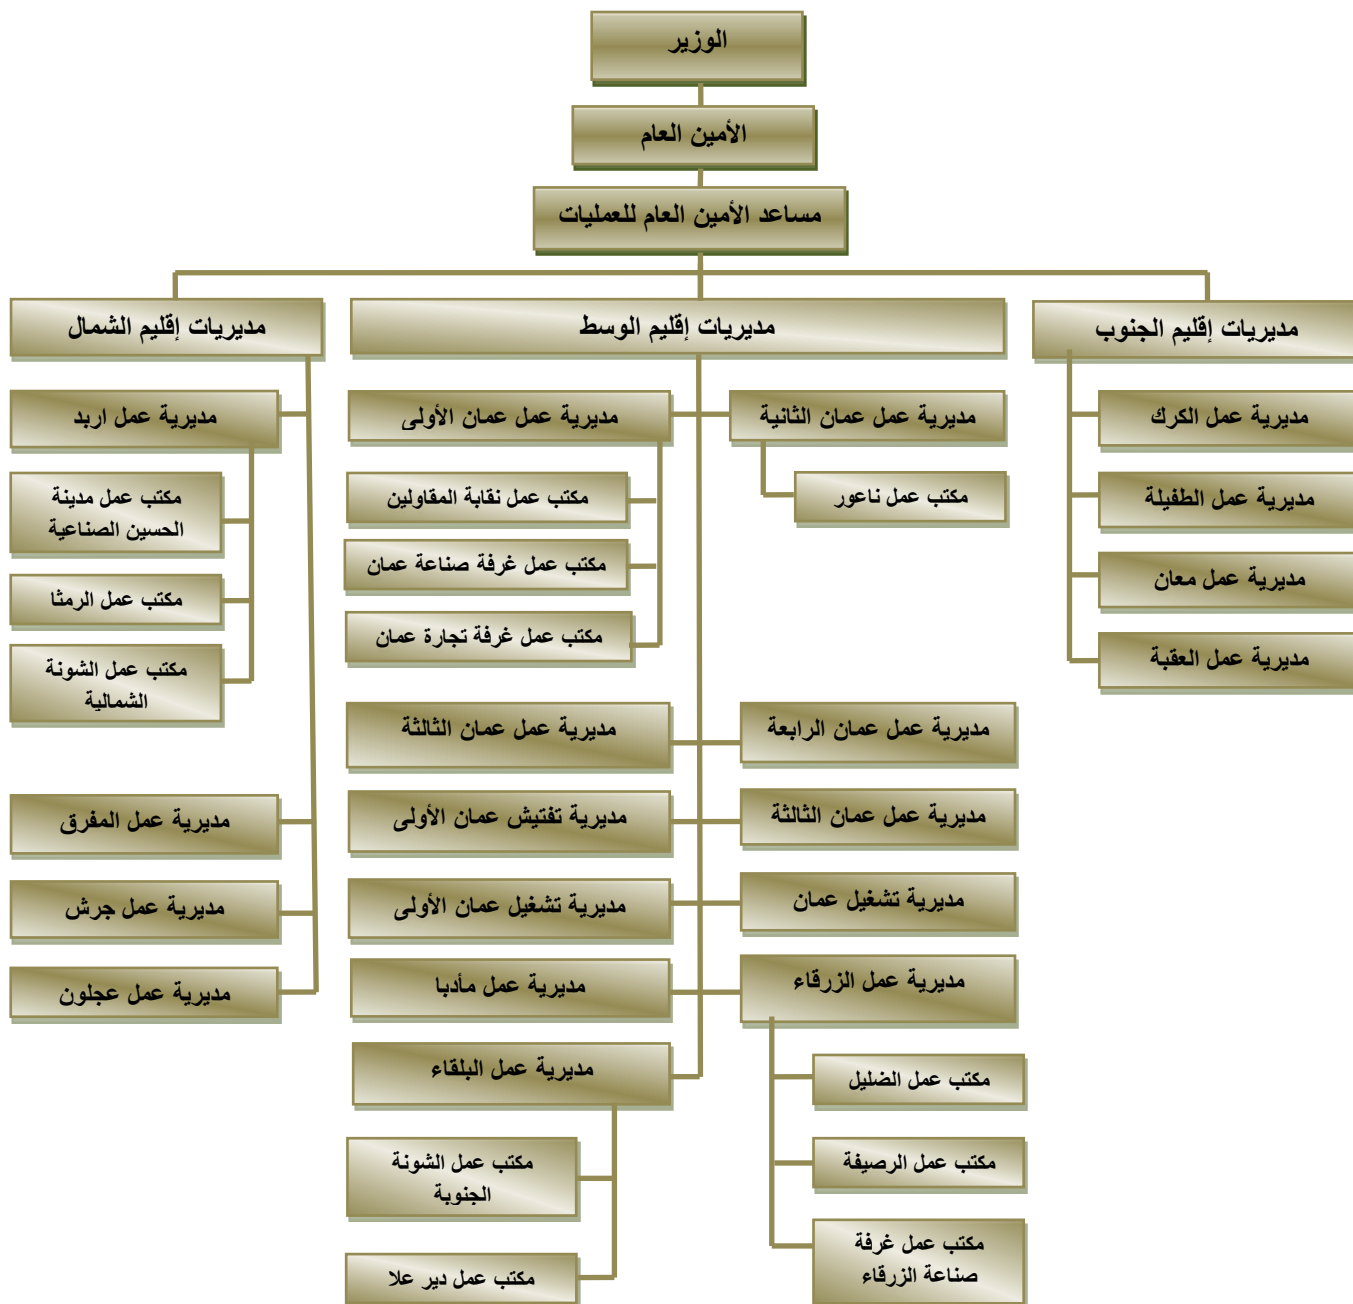 الوزير
الأمين العام
مساعد الأمين العام للعمليات
مديريات إقليم الجنوب
مديرية عمل الكرك
مديرية عمل الطفيلة
مديرية عمل معان
مديرية عمل العقبة
مديريات إقليم الوسط
مديرية عمل عمان الثانية
مكتب عمل ناعور
مديرية عمل عمان الأولى
مكتب عمل نقابة المقاولين
مكتب عمل غرفة صناعة عمان
مكتب عمل غرفة تجارة عمان
مديرية عمل عمان الرابعة
مديرية عمل عمان الثالثة
مديرية عمل عمان الثالثة
مديرية تفتيش عمان الأولى
مديرية تشغيل عمان
مديرية تشغيل عمان الأولى
مديرية عمل الزرقاء
مكتب عمل الضليل
مكتب عمل الرصيفة
مكتب عمل غرفة
صناعة الزرقاء
مديرية عمل مأدبا
مديرية عمل البلقاء
مكتب عمل الشونة
الجنوبة
مكتب عمل دير علا
مديريات إقليم الشمال
مديرية عمل اربد
مكتب عمل مدينة
الحسين الصناعية
مكتب عمل الرمثا
مكتب عمل الشونة
الشمالية
مديرية عمل المفرق
مديرية عمل جرش
مديرية عمل عجلون